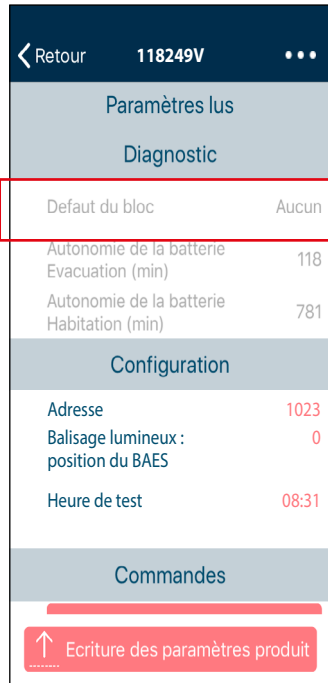 Retour 118249V
Paramètres lus
Diagnostic
Defaut du bloc Aucun
Autonomie de la batterie
Evacuation (min) 118
Autonomie de la batterie
Habitation (min) 781
Configuration
Adresse 1023
Balisage lumineux : 0
position du BAES
Heure de test 08:31
Commandes
Ecriture des paramètres produit